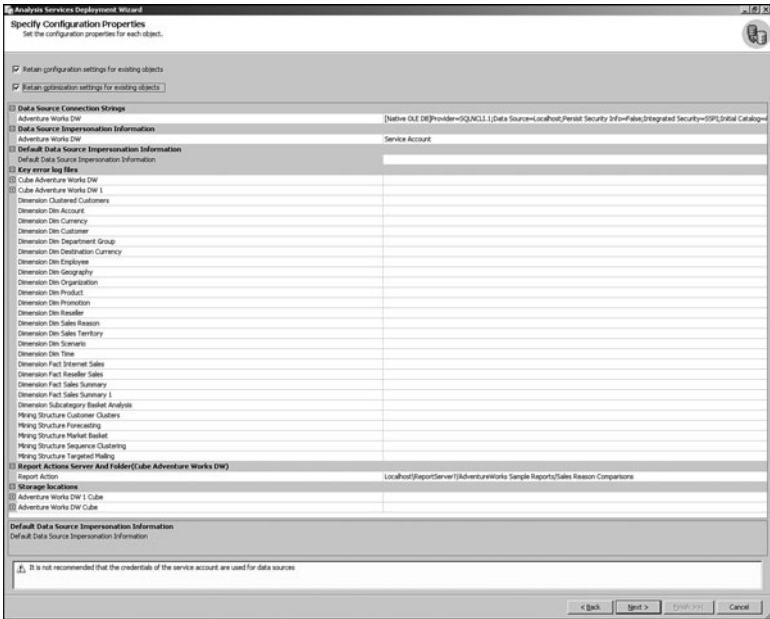 Analysis Services Deployment Wizard
Specify Configuration Properties
Set the configuration properties for each object.
Retain configuration settings for existing objects
Retain optimization settings for existing objects
Data Source Connection Strings
Adventure Works DW [Native OLE DB]Provider=SQLNCLI.1;Data Source=Localhost;Persist Security Info=False;Integrated Security=SSPI;Initial Catalog=
Data Source Impersonation Information
Adventure Works DW Service Account
Default Data Source Impersonation Information
Default Data Source Impersonation Information
Key error log files
Cube Adventure Works DW
Cube Adventure Works DW 1
Dimension Clustered Customers
Dimension Dim Account
Dimension Dim Currency
Dimension Dim Customer
Dimension Dim Department Group
Dimension Dim Destination Currency
Dimension Dim Employee
Dimension Dim Geography
Dimension Dim Organization
Dimension Dim Product
Dimension Dim Promotion
Dimension Dim Reseller
Dimension Dim Sales Reason
Dimension Dim Sales Territory
Dimension Dim Scenario
Dimension Dim Time
Dimension Fact Internet Sales
Dimension Fact Reseller Sales
Dimension Fact Sales Summary
Dimension Fact Sales Summary 1
Dimension Subcategory Basket Analysis
Mining Structure Customer Clusters
Mining Structure Forecasting
Mining Structure Market Basket
Mining Structure Sequence Clustering
Mining Structure Targeted Mailing
Report Actions Server And Folder(Cube Adventure Works DW)
Report Action Localhost\ReportServer?/AdventureWorks Sample Reports/Sales Reason Comparisons
Storage locations
Adventure Works DW 1 Cube
Adventure Works DW Cube
Default Data Source Impersonation Information
Default Data Source Impersonation Information
It is not recommended that the credentials of the service account are used for data sources
< Back Next > Finish >>| Cancel